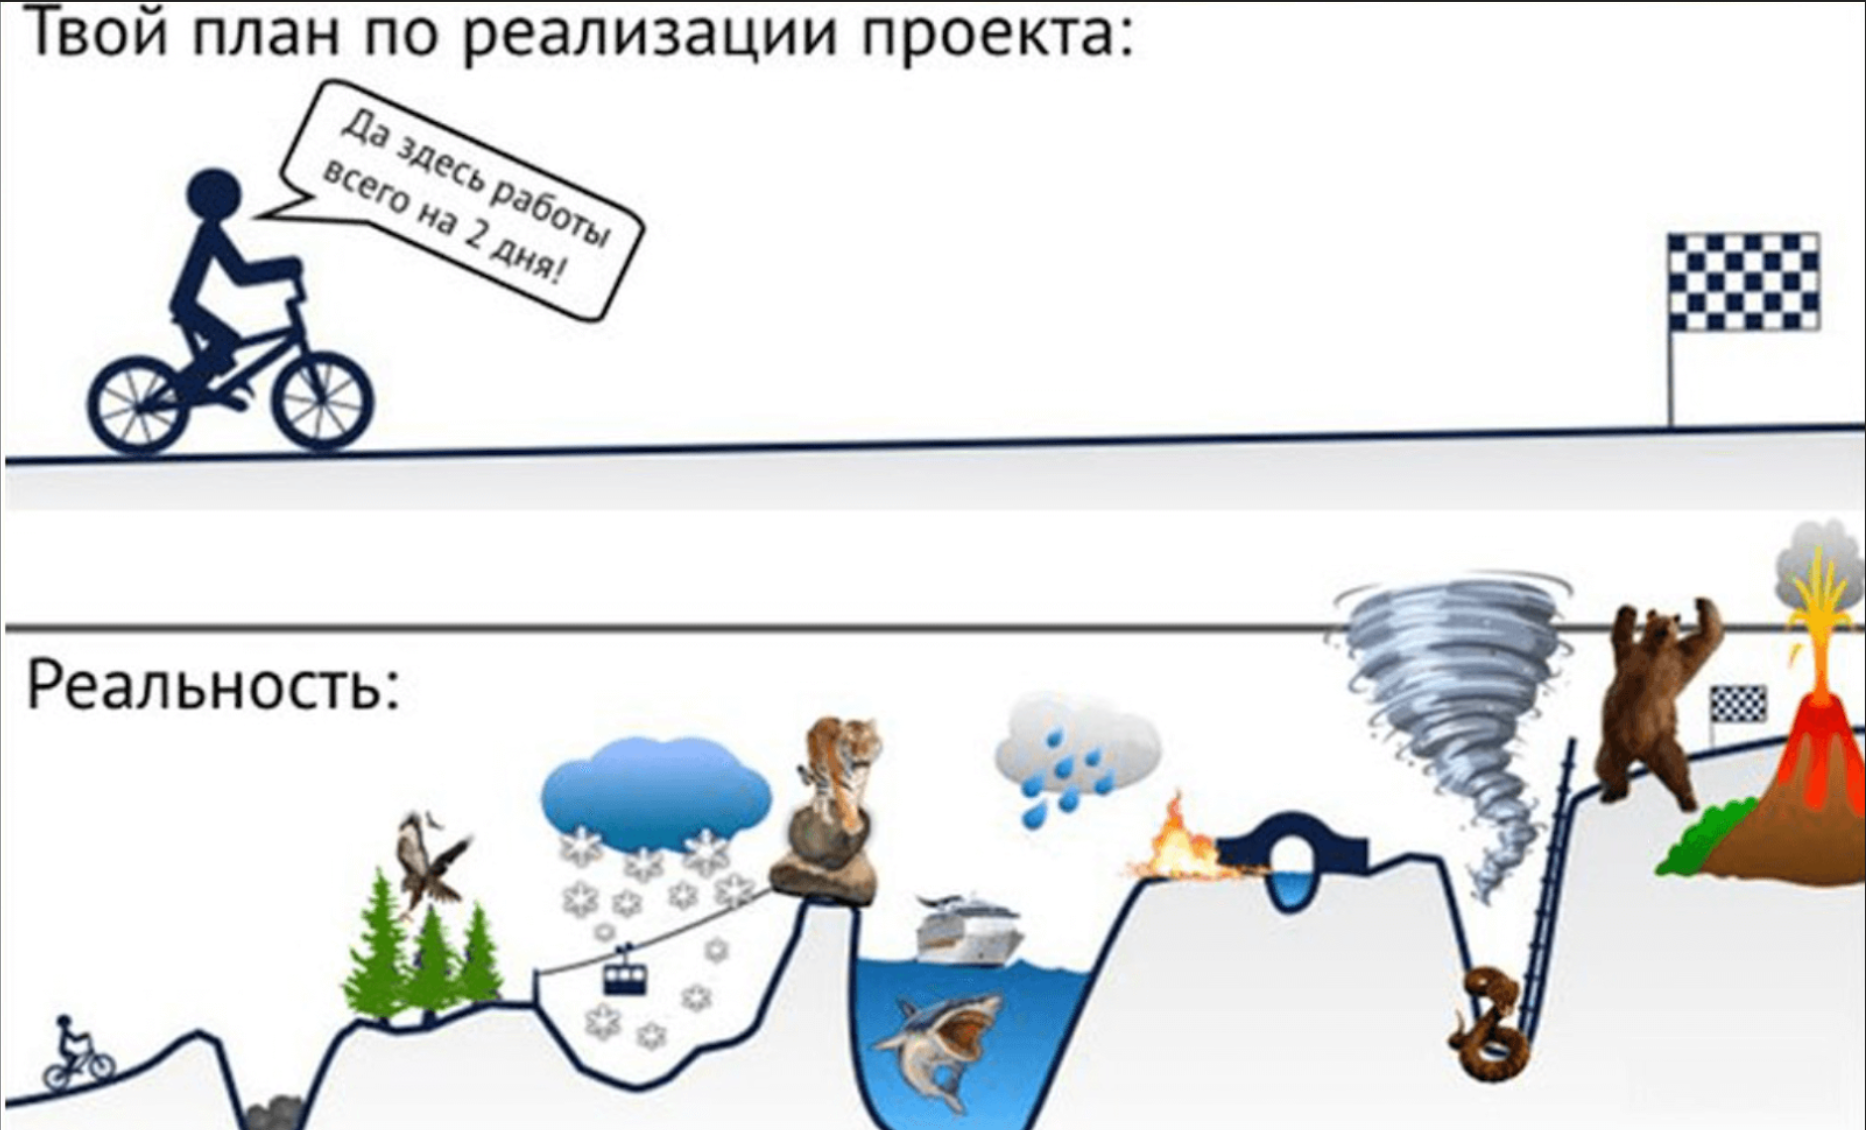 Твой план по реализации проекта:
Да здесь работы
всего на 2 дня!
Реальность: